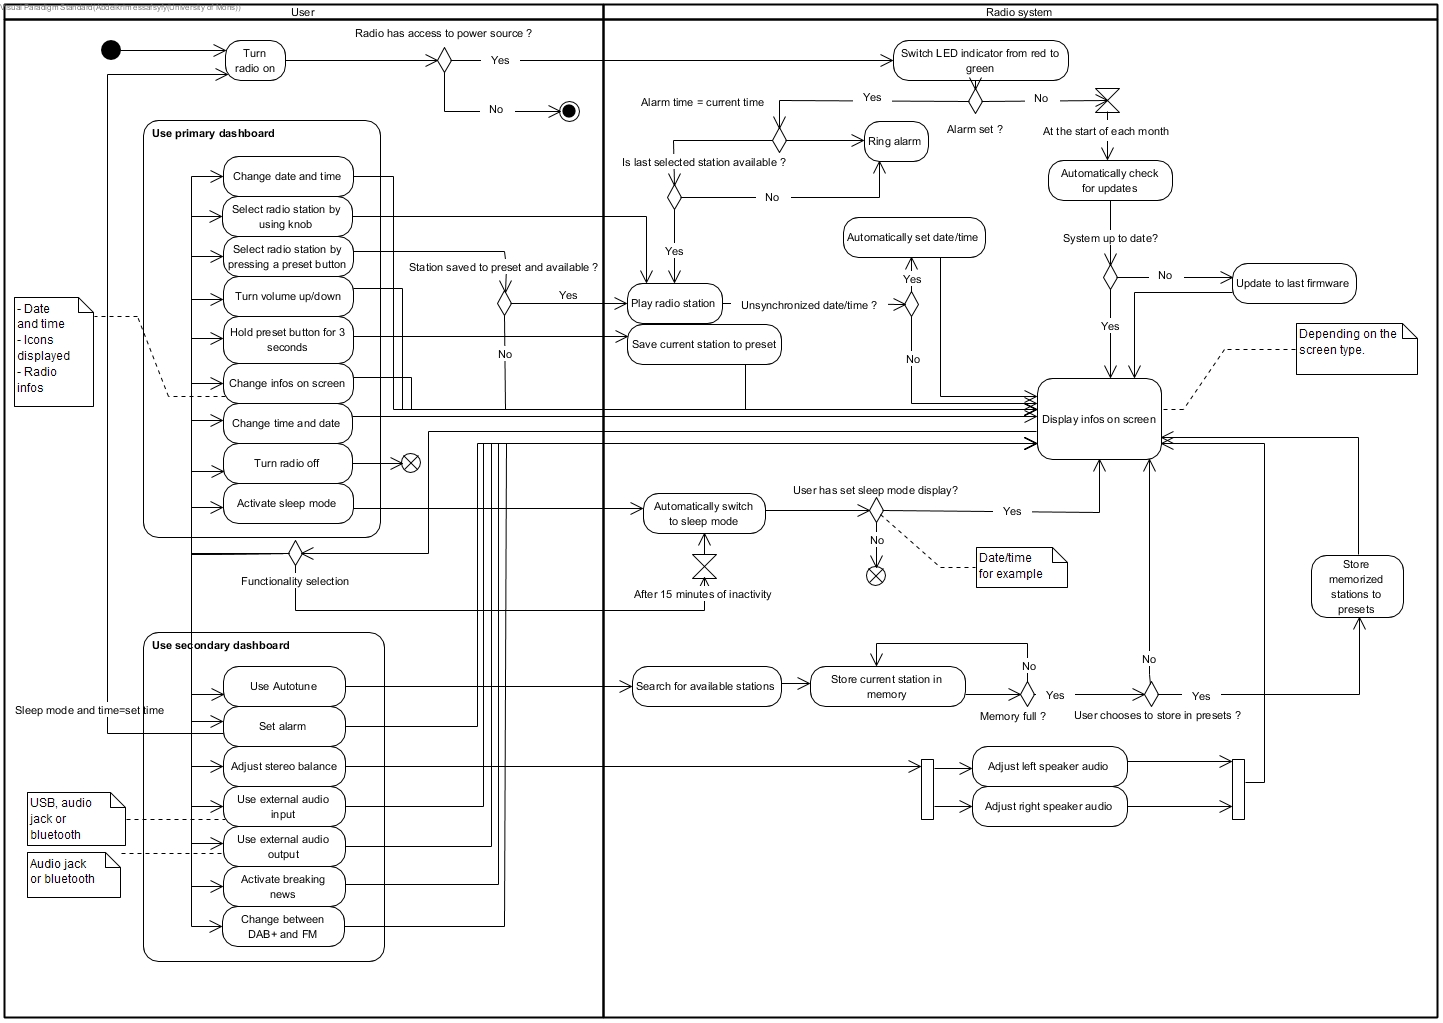 Visual Paradigm Standard(Abdelkhim essarsyly(University of Mons))
User
Radio system
Radio has access to power source ?
Turn
radio on
Yes
No
Switch LED indicator from red to
green
Alarm time = current time
Yes
No
Alarm set ?
At the start of each month
Ring alarm
Is last selected station available ?
No
Yes
Automatically check
for updates
System up to date?
No
Update to last firmware
Yes
Use primary dashboard
Change date and time
Select radio station by
using knob
Select radio station by
pressing a preset button
Turn volume up/down
Hold preset button for 3
seconds
Change infos on screen
Change time and date
Turn radio off
Activate sleep mode
- Date
and time
- Icons
displayed
- Radio
infos
Station saved to preset and available ?
Yes
No
Play radio station
Save current station to preset
Automatically set date/time
Yes
Unsynchronized date/time ?
No
Depending on the
screen type.
Display infos on screen
Functionality selection
Automatically switch
to sleep mode
After 15 minutes of inactivity
User has set sleep mode display?
Yes
No
Date/time
for example
Store
memorized
stations to
presets
Use secondary dashboard
Use Autotune
Set alarm
Adjust stereo balance
Use external audio
input
Use external audio
output
Activate breaking
news
Change between
DAB+ and FM
Sleep mode and time=set time
USB, audio
jack or
bluetooth
Audio jack
or bluetooth
Search for available stations
Store current station in
memory
No
Yes
Memory full ?
No
Yes
User chooses to store in presets ?
Adjust left speaker audio
Adjust right speaker audio